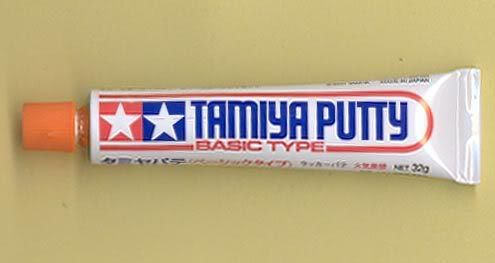 MADE IN JAPAN
TAMIYA PUTTY
BASIC TYPE
タミヤパテ(ベーシックタイプ) ラッカーパテ 火気厳禁 NET 32g